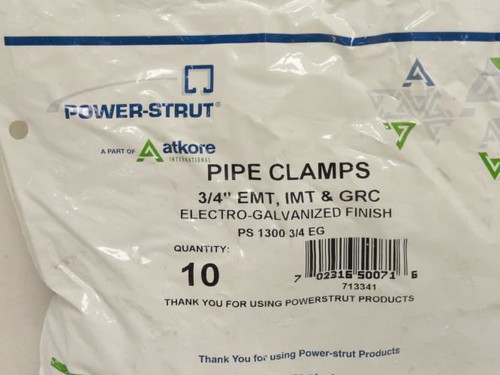 POWER-STRUT®
A PART OF atkore
INTERNATIONAL
PIPE CLAMPS
3/4" EMT, IMT & GRC
ELECTRO-GALVANIZED FINISH
PS 1300 3/4 EG
QUANTITY:
10
7 02316 50071 6
713341
THANK YOU FOR USING POWERSTRUT PRODUCTS
Thank You for using Power-strut Products